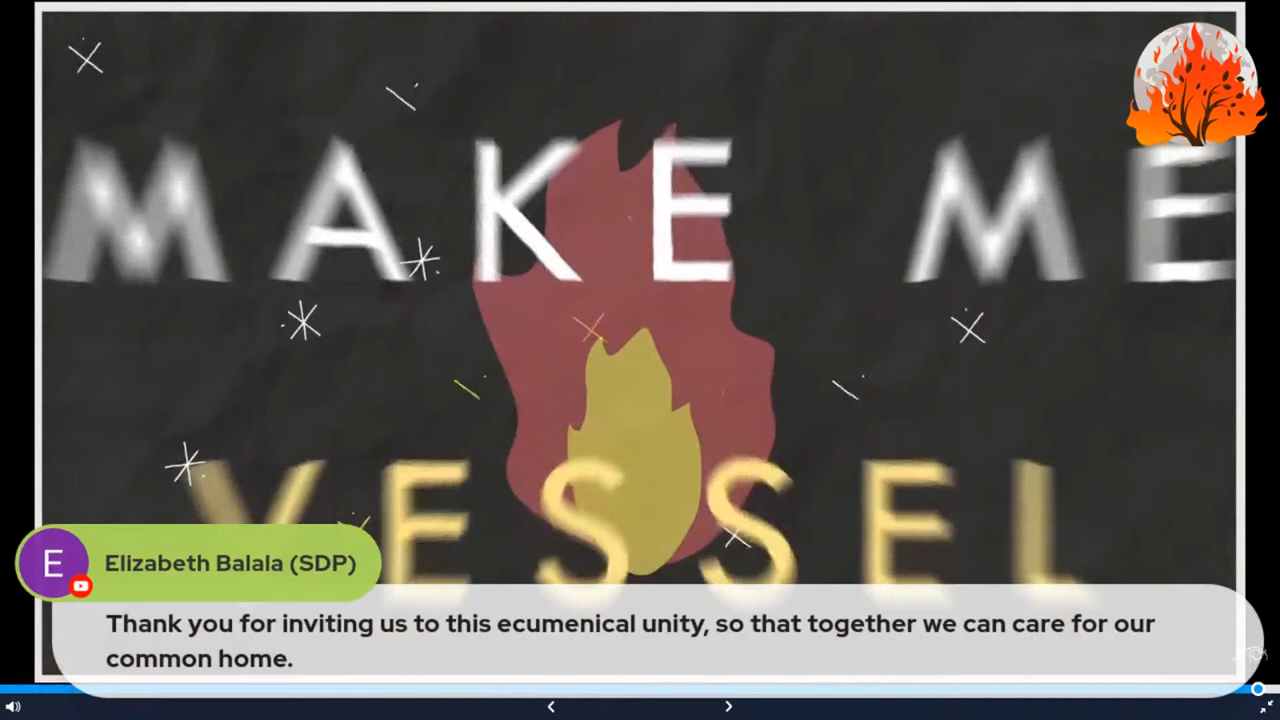 MAKE ME
VESSEL
E
Elizabeth Balala (SDP)
Thank you for inviting us to this ecumenical unity, so that together we can care for our
common home.